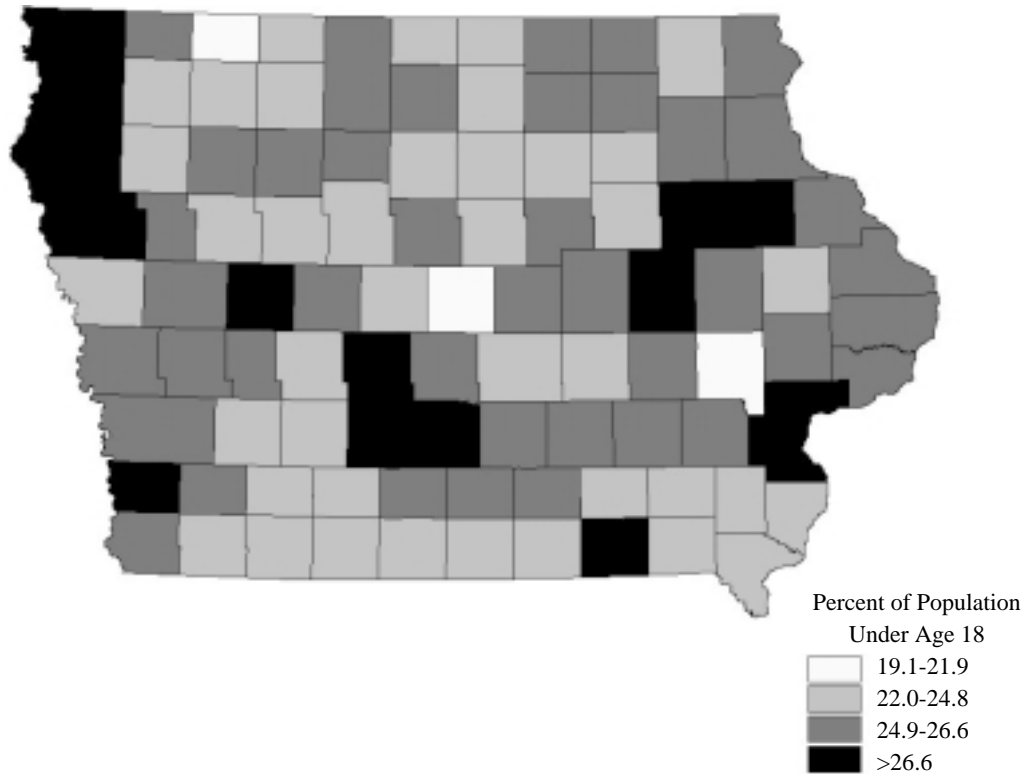 Percent of Population
Under Age 18
19.1-21.9
22.0-24.8
24.9-26.6
>26.6